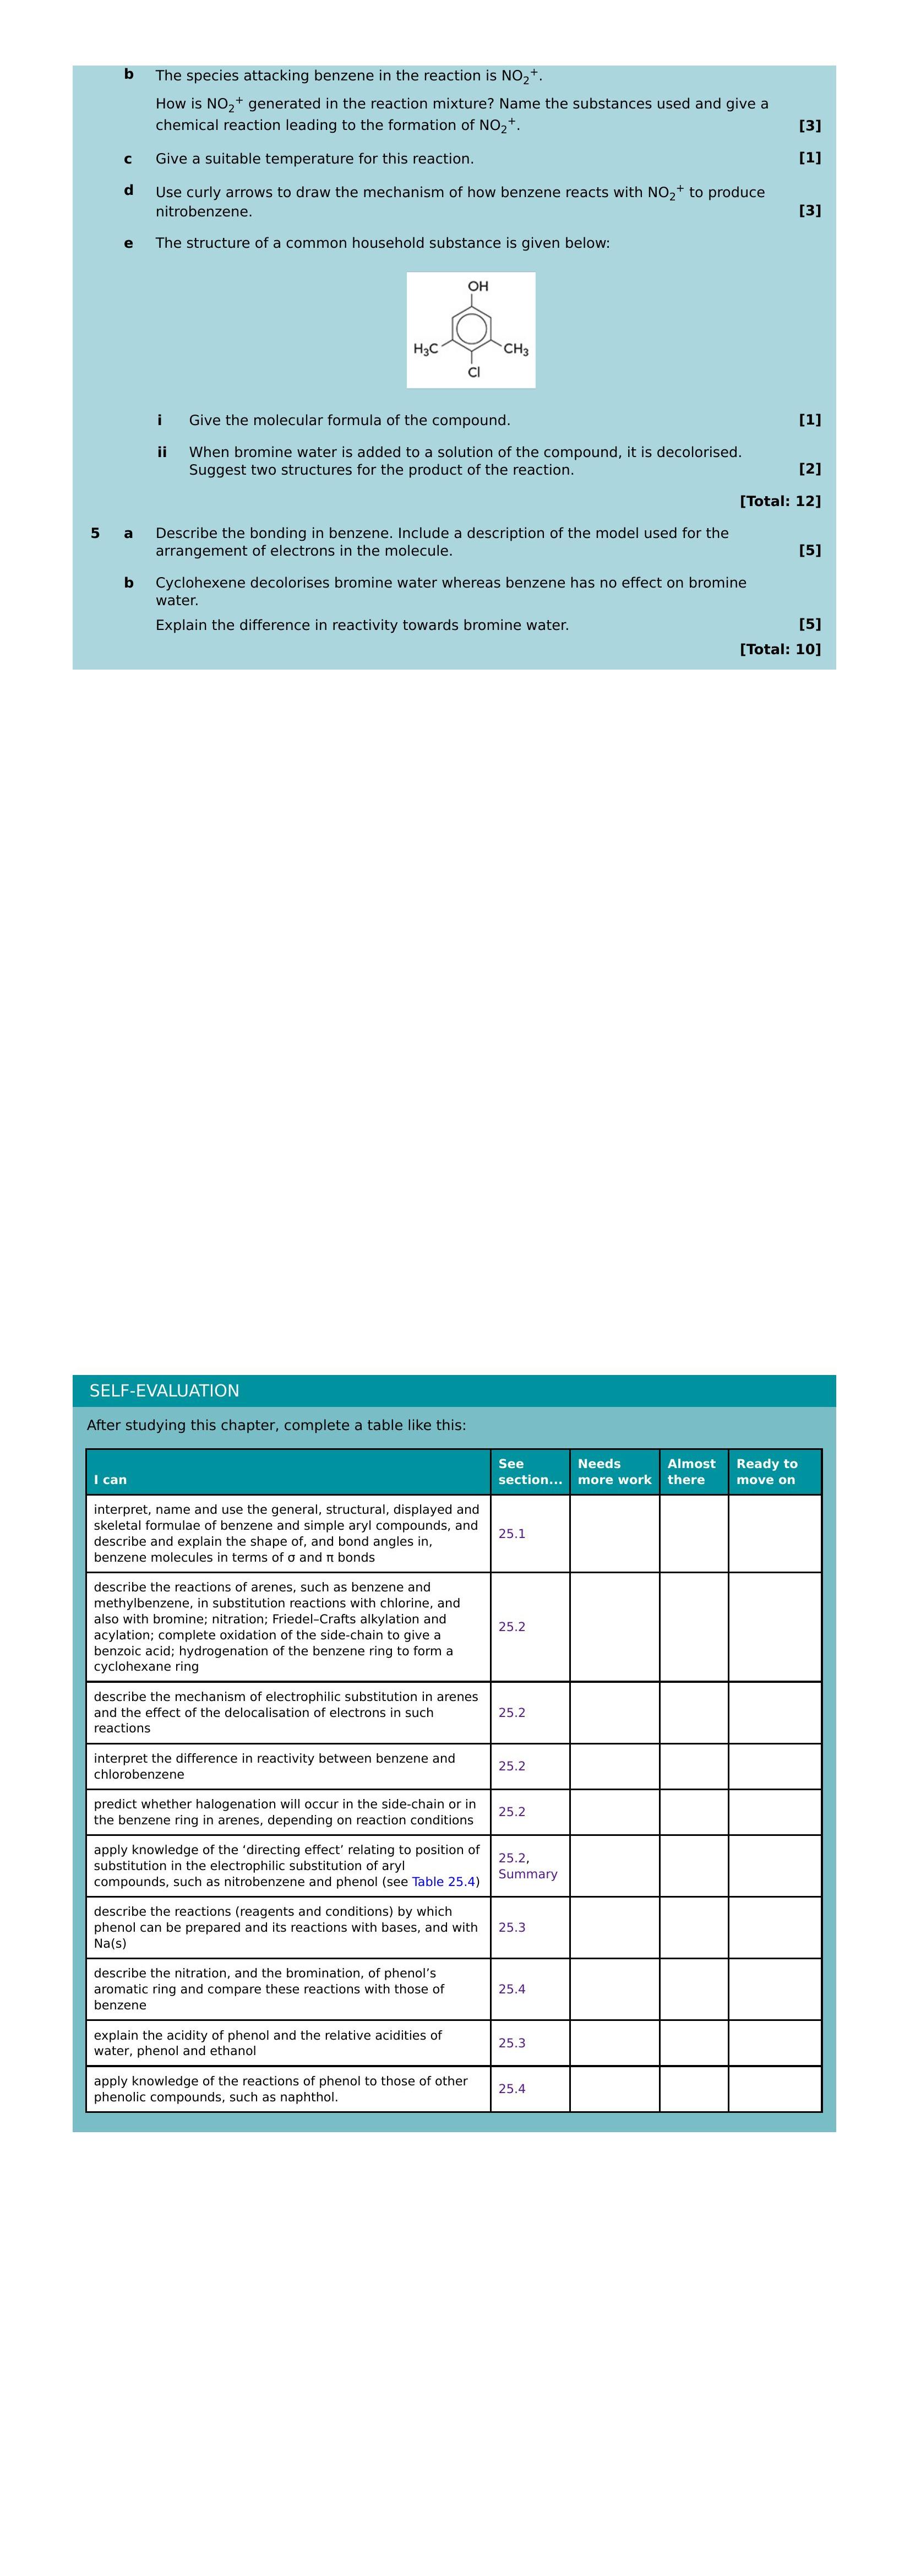 b The species attacking benzene in the reaction is NO₂⁺.
How is NO₂⁺ generated in the reaction mixture? Name the substances used and give a
chemical reaction leading to the formation of NO₂⁺. [3]
c Give a suitable temperature for this reaction. [1]
d Use curly arrows to draw the mechanism of how benzene reacts with NO₂⁺ to produce
nitrobenzene. [3]
e The structure of a common household substance is given below:
OH
H₃C CH₃
Cl
i Give the molecular formula of the compound. [1]
ii When bromine water is added to a solution of the compound, it is decolorised.
Suggest two structures for the product of the reaction. [2]
[Total: 12]
5 a Describe the bonding in benzene. Include a description of the model used for the
arrangement of electrons in the molecule. [5]
b Cyclohexene decolorises bromine water whereas benzene has no effect on bromine
water.
Explain the difference in reactivity towards bromine water. [5]
[Total: 10]
SELF-EVALUATION
After studying this chapter, complete a table like this:
I can
See
section...
Needs
more work
Almost
there
Ready to
move on
interpret, name and use the general, structural, displayed and
skeletal formulae of benzene and simple aryl compounds, and
describe and explain the shape of, and bond angles in,
benzene molecules in terms of σ and π bonds
25.1
describe the reactions of arenes, such as benzene and
methylbenzene, in substitution reactions with chlorine, and
also with bromine; nitration; Friedel–Crafts alkylation and
acylation; complete oxidation of the side-chain to give a
benzoic acid; hydrogenation of the benzene ring to form a
cyclohexane ring
25.2
describe the mechanism of electrophilic substitution in arenes
and the effect of the delocalisation of electrons in such
reactions
25.2
interpret the difference in reactivity between benzene and
chlorobenzene
25.2
predict whether halogenation will occur in the side-chain or in
the benzene ring in arenes, depending on reaction conditions
25.2
apply knowledge of the ‘directing effect’ relating to position of
substitution in the electrophilic substitution of aryl
compounds, such as nitrobenzene and phenol (see Table 25.4)
25.2,
Summary
describe the reactions (reagents and conditions) by which
phenol can be prepared and its reactions with bases, and with
Na(s)
25.3
describe the nitration, and the bromination, of phenol’s
aromatic ring and compare these reactions with those of
benzene
25.4
explain the acidity of phenol and the relative acidities of
water, phenol and ethanol
25.3
apply knowledge of the reactions of phenol to those of other
phenolic compounds, such as naphthol.
25.4